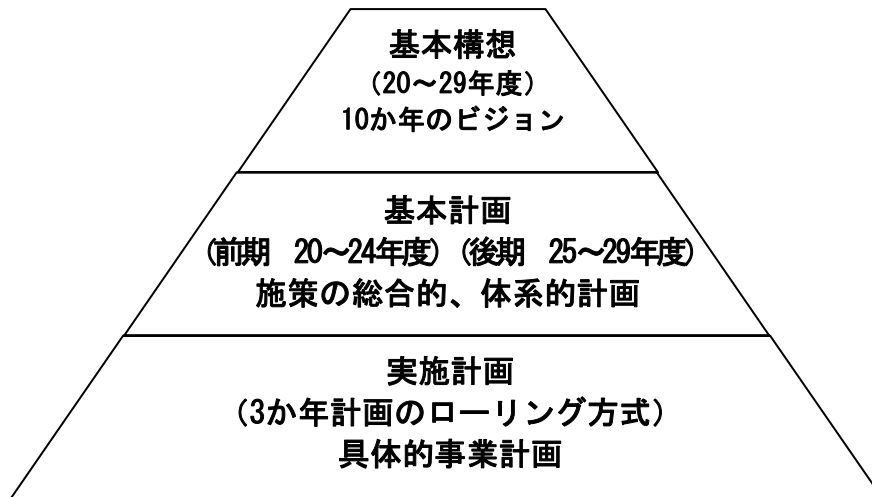 基本構想
（20～29年度）
10か年のビジョン
基本計画
(前期　20～24年度)（後期　25～29年度)
施策の総合的、体系的計画
実施計画
（3か年計画のローリング方式）
具体的事業計画